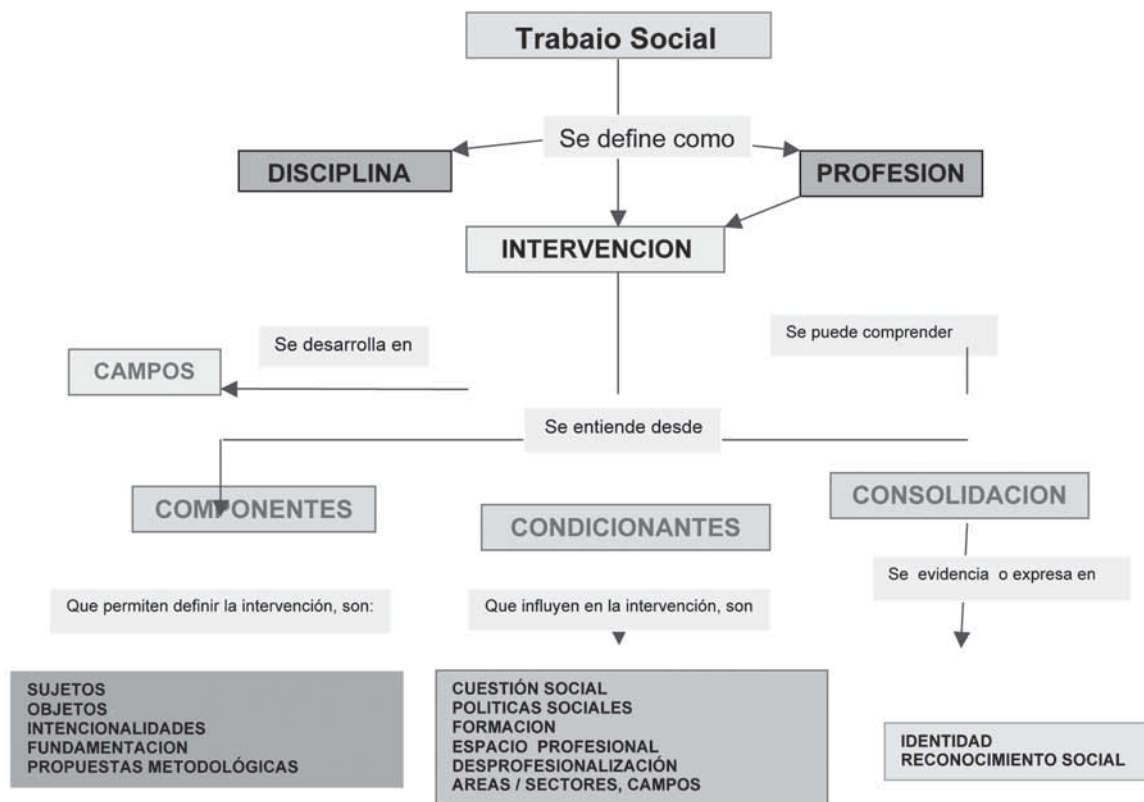 Trabaio Social
Se define como
DISCIPLINA
PROFESION
INTERVENCION
Se desarrolla en
Se puede comprender
CAMPOS
Se entiende desde
COMPONENTES
CONDICIONANTES
CONSOLIDACION
Que permiten definir la intervención, son:
Que influyen en la intervención, son
Se evidencia o expresa en
SUJETOS
OBJETOS
INTENCIONALIDADES
FUNDAMENTACION
PROPUESTAS METODOLÓGICAS
CUESTIÓN SOCIAL
POLITICAS SOCIALES
FORMACION
ESPACIO PROFESIONAL
DESPROFESIONALIZACIÓN
AREAS / SECTORES, CAMPOS
IDENTIDAD
RECONOCIMIENTO SOCIAL